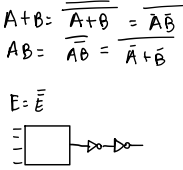 A+B = \overline{\overline{A+B}} = \overline{\bar{A}\bar{B}}
AB = \overline{\overline{AB}} = \overline{\bar{A}+\bar{B}}
E = \bar{\bar{E}}